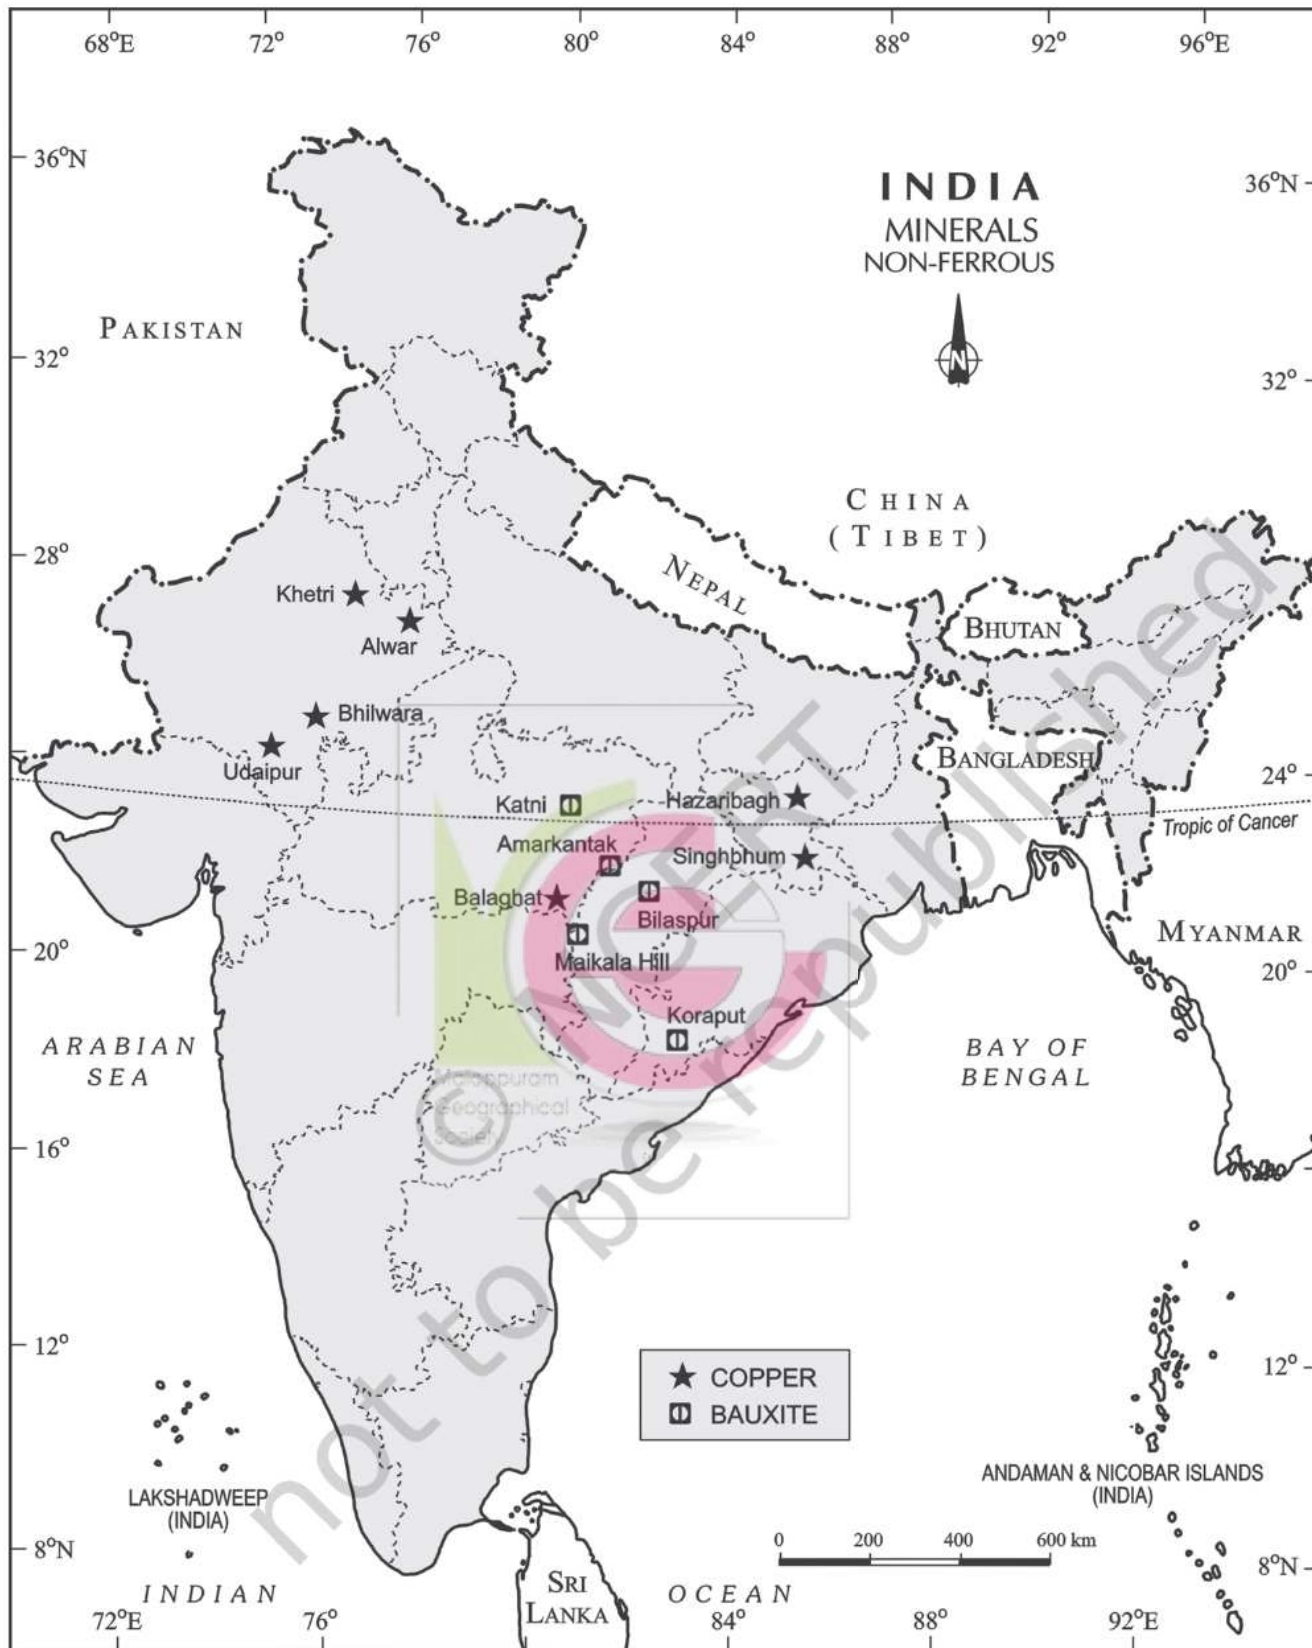 68°E 72° 76° 80° 84° 88° 92° 96°E
36°N
INDIA
MINERALS
NON-FERROUS
36°N
N
PAKISTAN
32°
32°
CHINA
(TIBET)
28°
NEPAL
Khetri
Alwar
BHUTAN
Bhilwara
Udaipur
BANGLADESH
24°
Katni
Hazaribagh
Tropic of Cancer
Amarkantak
Singhbhum
Balaghat
Bilaspur
MYANMAR
20°
Maikala Hill
20°
Koraput
ARABIAN
SEA
BAY OF
BENGAL
Malappuram
Geographical
Society
16°
12°
COPPER
BAUXITE
12°
LAKSHADWEEP
(INDIA)
ANDAMAN & NICOBAR ISLANDS
(INDIA)
0 200 400 600 km
8°N
8°N
INDIAN OCEAN
SRI
LANKA
72°E 76° 84° 88° 92°E
© NCERT
not to be republished